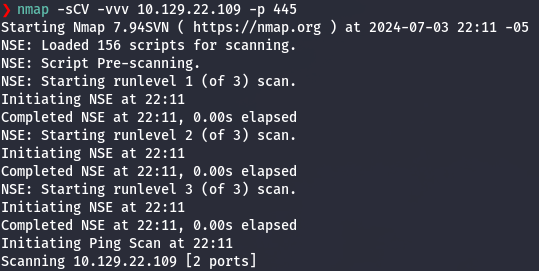 ❯ nmap -sCV -vvv 10.129.22.109 -p 445
Starting Nmap 7.94SVN ( https://nmap.org ) at 2024-07-03 22:11 -05
NSE: Loaded 156 scripts for scanning.
NSE: Script Pre-scanning.
NSE: Starting runlevel 1 (of 3) scan.
Initiating NSE at 22:11
Completed NSE at 22:11, 0.00s elapsed
NSE: Starting runlevel 2 (of 3) scan.
Initiating NSE at 22:11
Completed NSE at 22:11, 0.00s elapsed
NSE: Starting runlevel 3 (of 3) scan.
Initiating NSE at 22:11
Completed NSE at 22:11, 0.00s elapsed
Initiating Ping Scan at 22:11
Scanning 10.129.22.109 [2 ports]